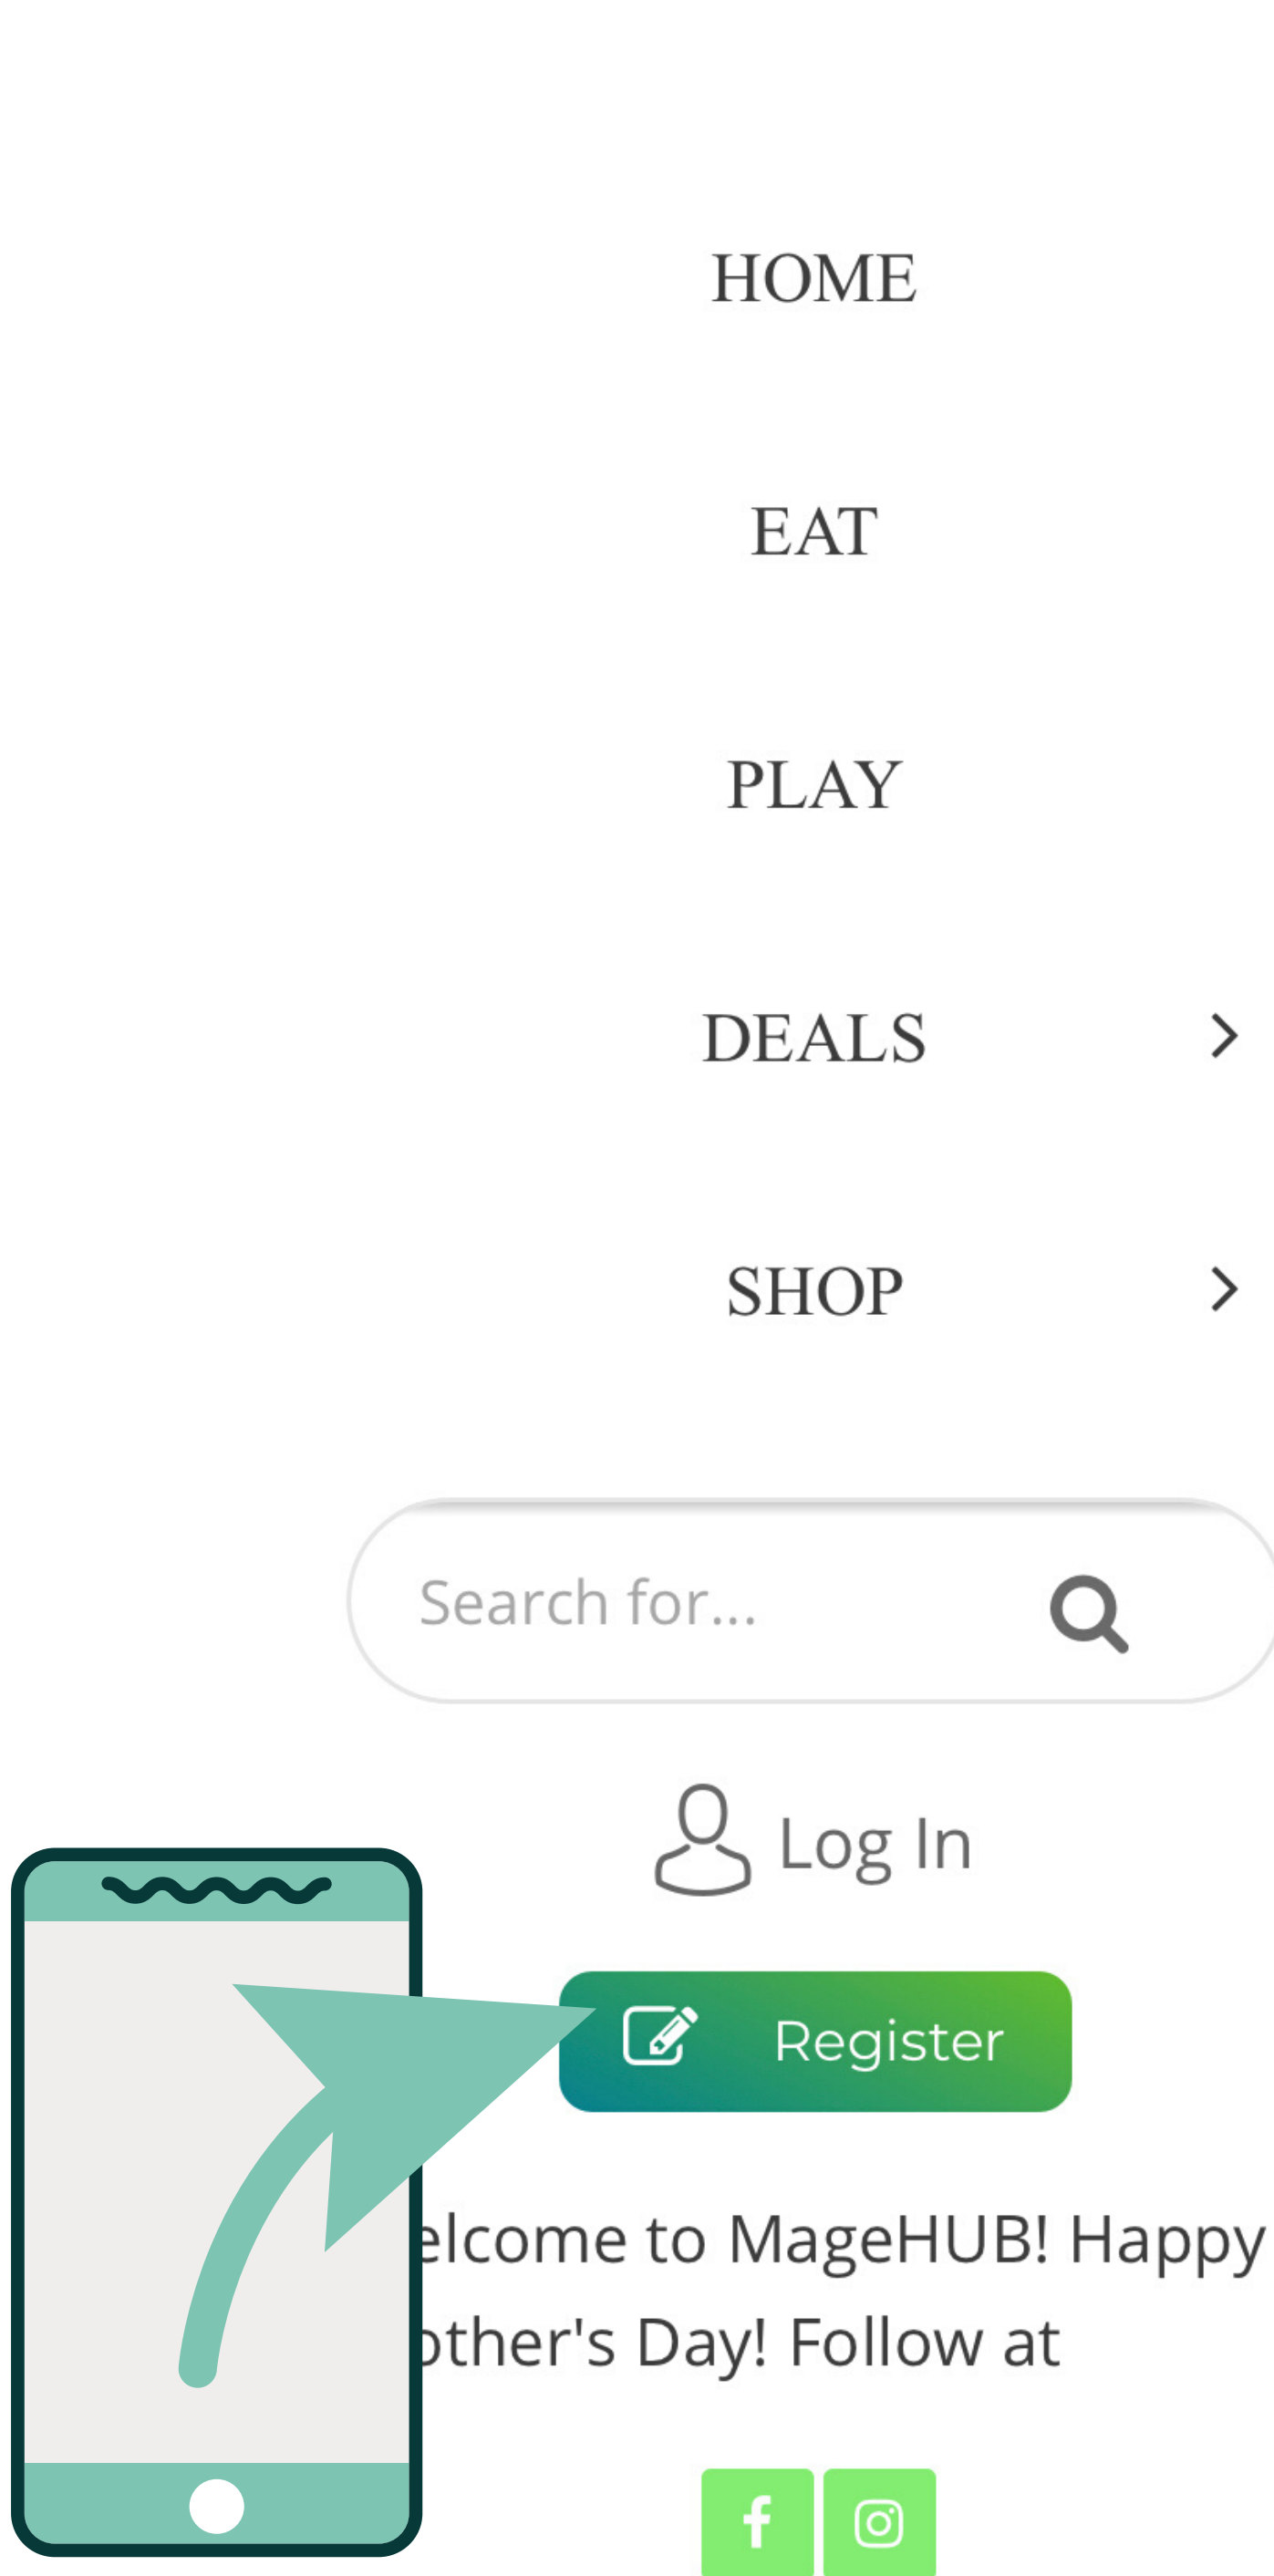 HOME
EAT
PLAY
DEALS
SHOP
Search for...
Log In
Register
elcome to MageHUB! Happy
other's Day! Follow at